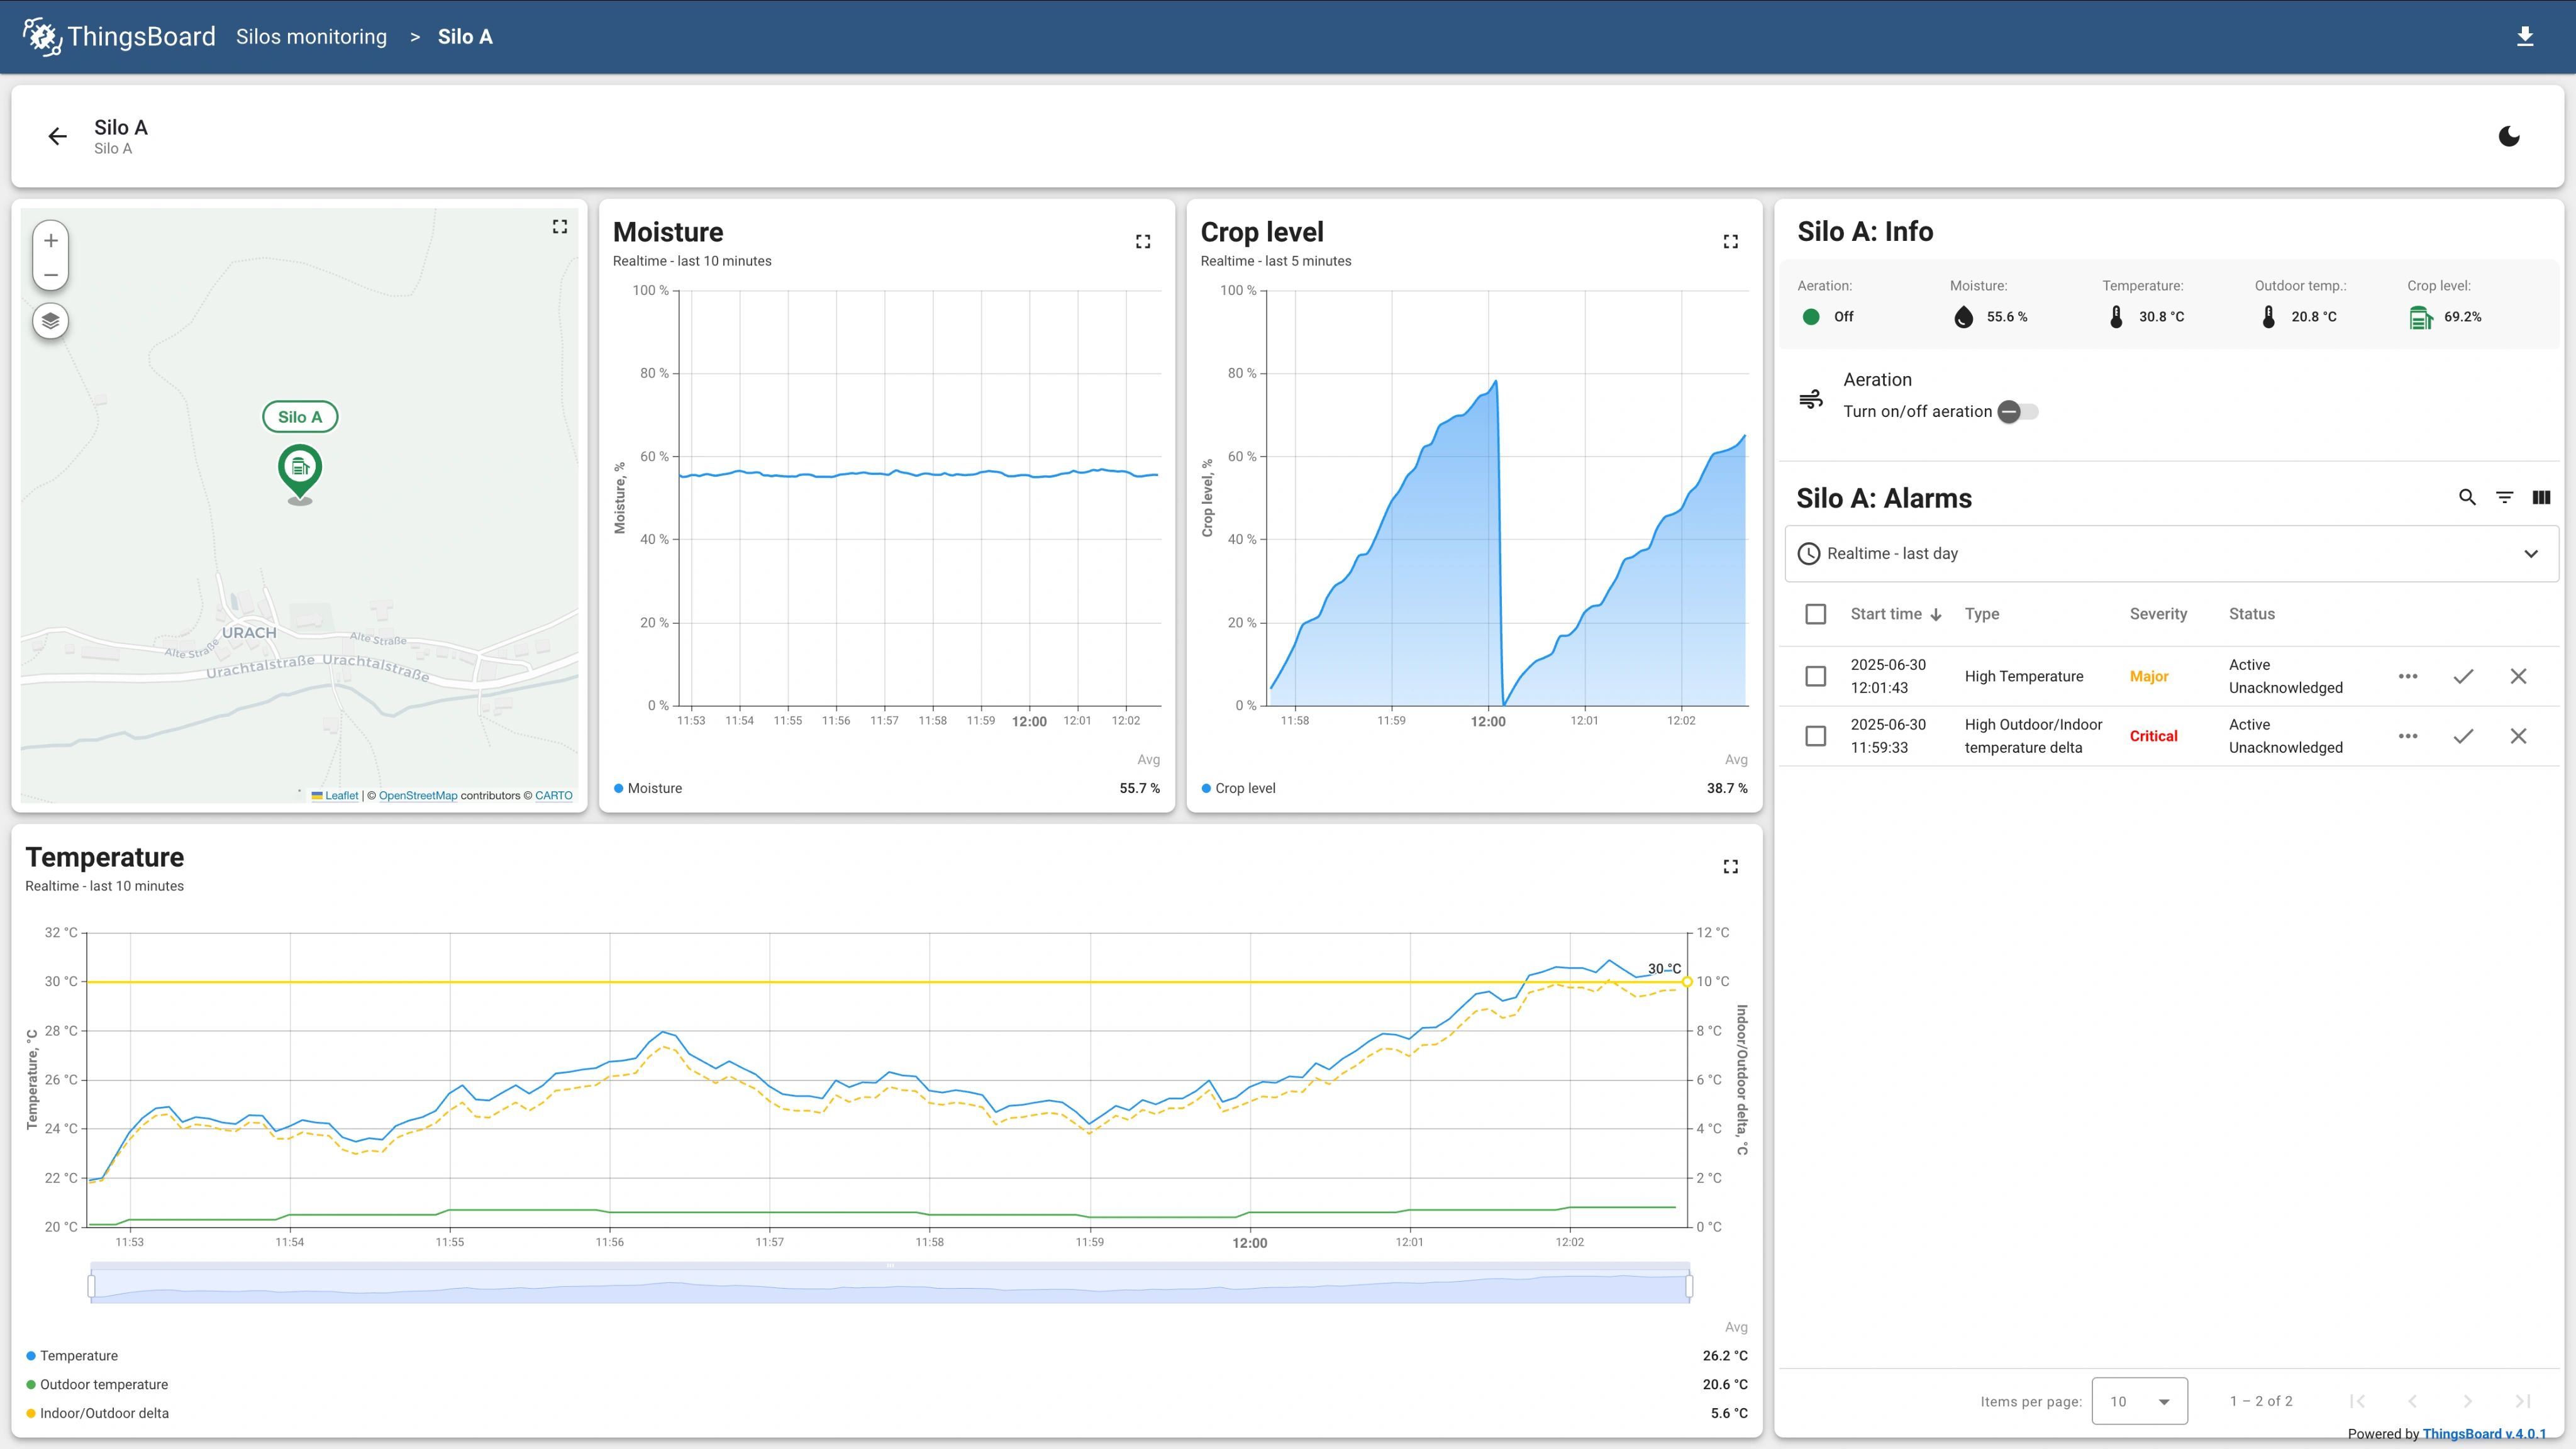 ThingsBoard Silos monitoring > Silo A
Silo A
Silo A
Silo A
URACH
Alte Straße
Alte Straße
Urachtalstraße Urachtalstraße
Leaflet | © OpenStreetMap contributors © CARTO
Moisture
Realtime - last 10 minutes
100 %
80 %
60 %
40 %
20 %
0 %
Moisture, %
11:53 11:54 11:55 11:56 11:57 11:58 11:59 12:00 12:01 12:02
Avg
Moisture 55.7 %
Crop level
Realtime - last 5 minutes
100 %
80 %
60 %
40 %
20 %
0 %
Crop level, %
11:58 11:59 12:00 12:01 12:02
Avg
Crop level 38.7 %
Silo A: Info
Aeration: Moisture: Temperature: Outdoor temp.: Crop level:
Off 55.6 % 30.8 °C 20.8 °C 69.2%
Aeration
Turn on/off aeration
Silo A: Alarms
Realtime - last day
Start time Type Severity Status
2025-06-30 12:01:43 High Temperature Major Active Unacknowledged
2025-06-30 11:59:33 High Outdoor/Indoor temperature delta Critical Active Unacknowledged
Temperature
Realtime - last 10 minutes
32 °C
30 °C
28 °C
26 °C
24 °C
22 °C
20 °C
Temperature, °C
30 °C
12 °C
10 °C
8 °C
6 °C
4 °C
2 °C
0 °C
Indoor/Outdoor delta, °C
11:53 11:54 11:55 11:56 11:57 11:58 11:59 12:00 12:01 12:02
Avg
Temperature 26.2 °C
Outdoor temperature 20.6 °C
Indoor/Outdoor delta 5.6 °C
Items per page: 10 1 – 2 of 2
Powered by ThingsBoard v.4.0.1